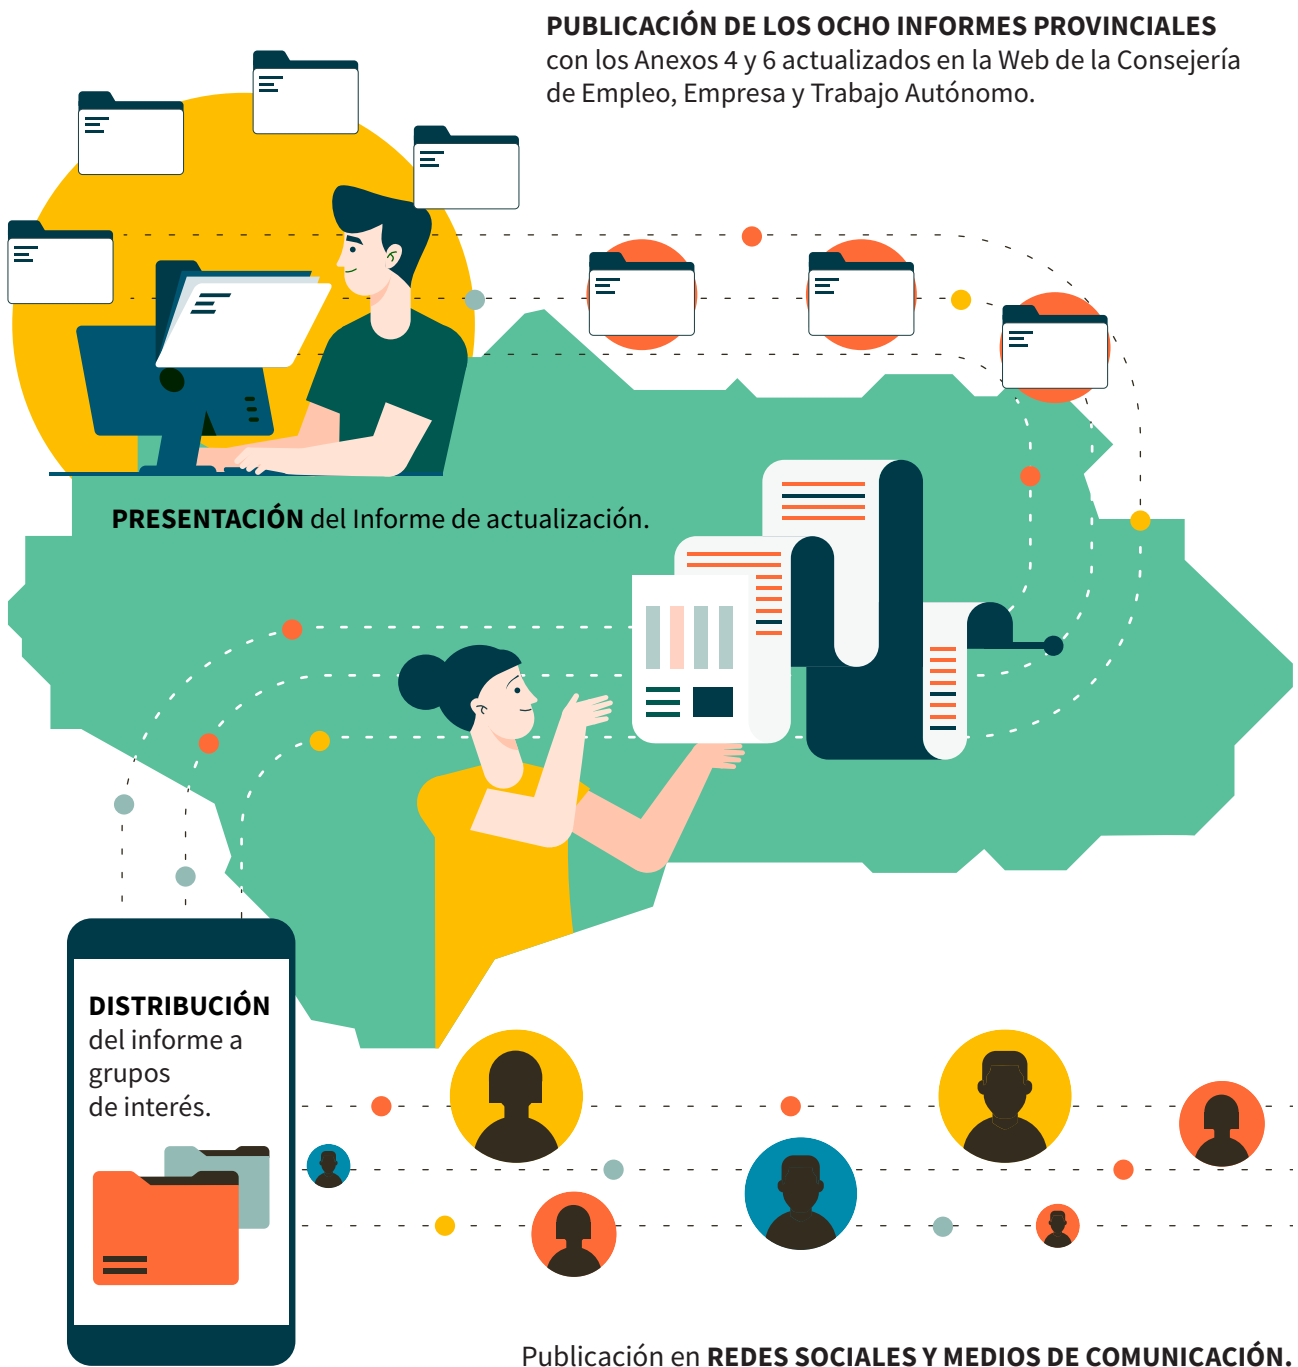 PUBLICACIÓN DE LOS OCHO INFORMES PROVINCIALES
con los Anexos 4 y 6 actualizados en la Web de la Consejería
de Empleo, Empresa y Trabajo Autónomo.
PRESENTACIÓN del Informe de actualización.
DISTRIBUCIÓN
del informe a
grupos
de interés.
Publicación en REDES SOCIALES Y MEDIOS DE COMUNICACIÓN.